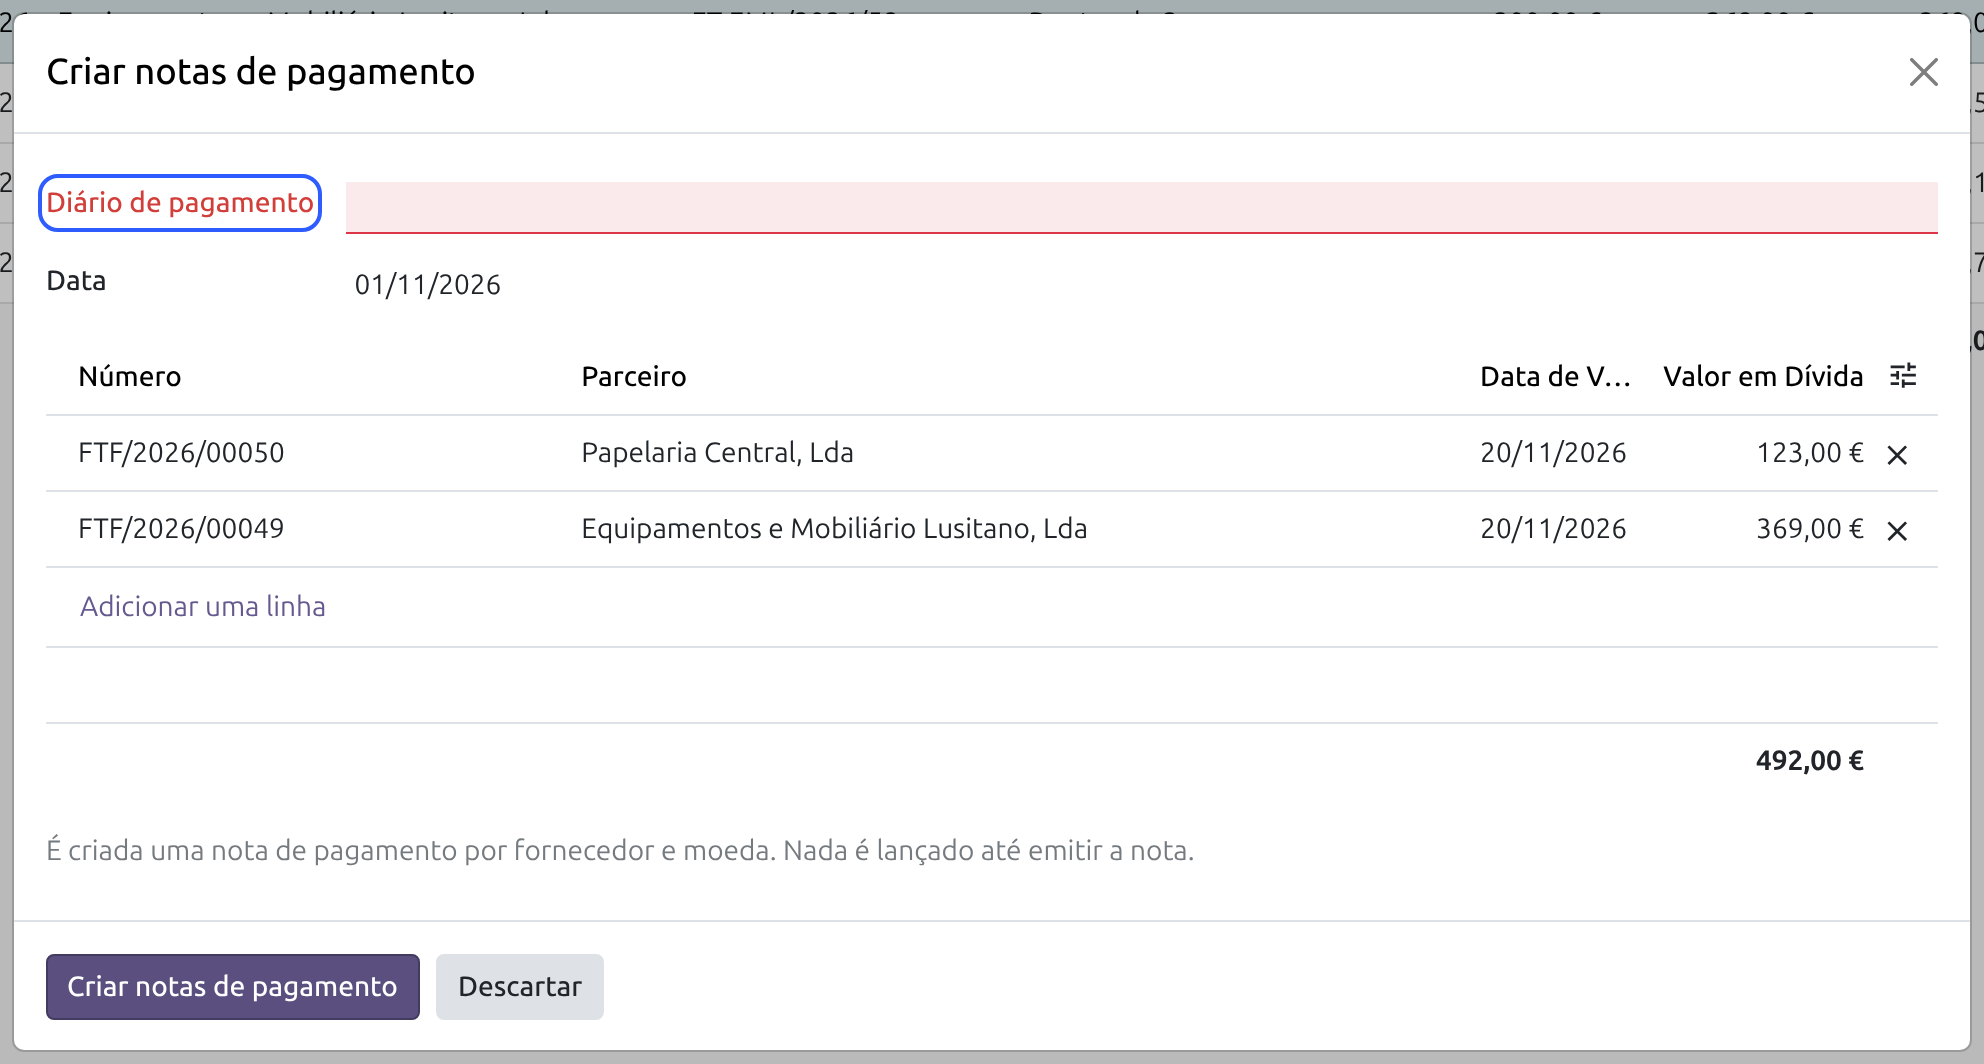 Criar notas de pagamento
Diário de pagamento
Data 01/11/2026
Número Parceiro Data de V... Valor em Dívida
FTF/2026/00050 Papelaria Central, Lda 20/11/2026 123,00 €
FTF/2026/00049 Equipamentos e Mobiliário Lusitano, Lda 20/11/2026 369,00 €
Adicionar uma linha
492,00 €
É criada uma nota de pagamento por fornecedor e moeda. Nada é lançado até emitir a nota.
Criar notas de pagamento Descartar